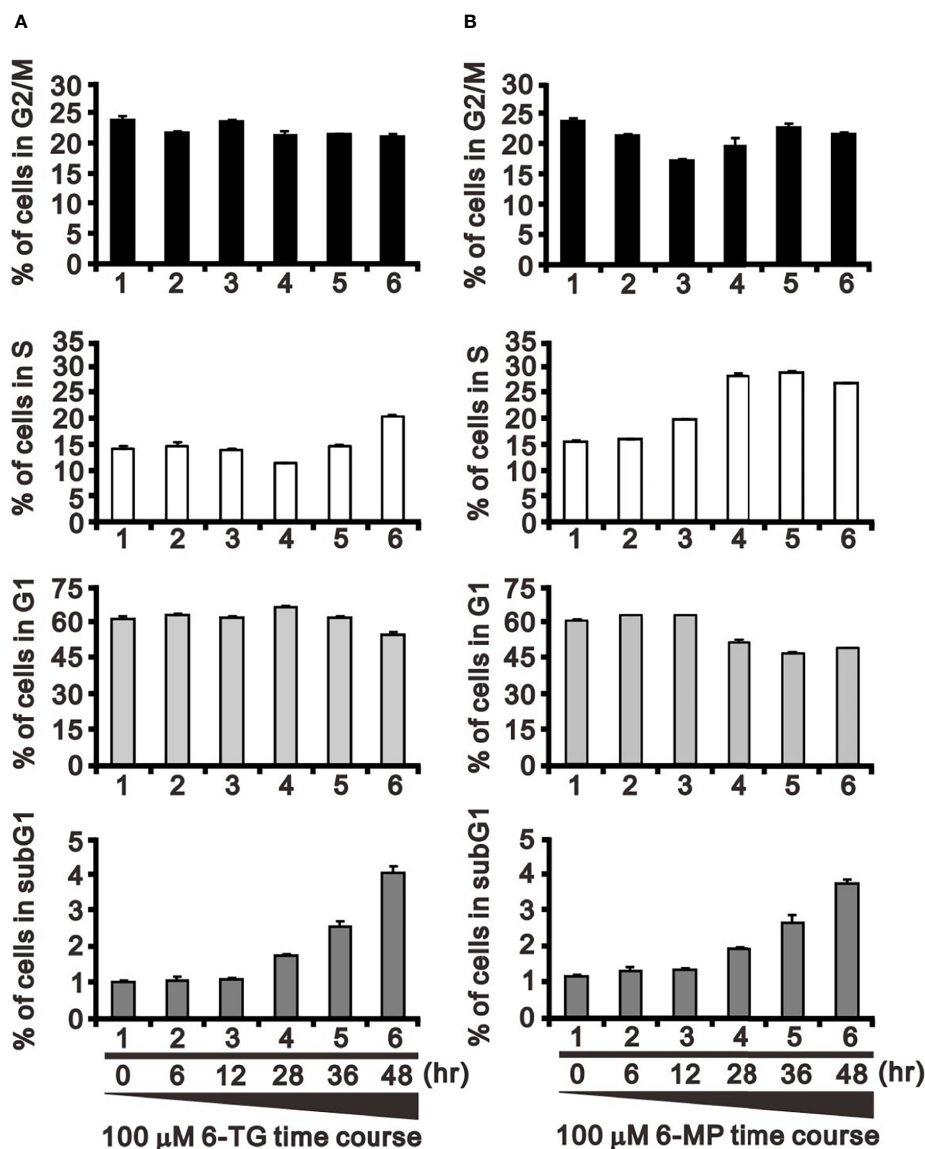 A
% of cells in G2/M
30
25
20
15
10
5
0
1 2 3 4 5 6
% of cells in S
35
30
25
20
15
10
5
0
1 2 3 4 5 6
% of cells in G1
75
60
45
30
15
0
1 2 3 4 5 6
% of cells in subG1
5
4
3
2
1
0
1 2 3 4 5 6
0 6 12 28 36 48 (hr)
100 μM 6-TG time course
B
% of cells in G2/M
30
25
20
15
10
5
0
1 2 3 4 5 6
% of cells in S
35
30
25
20
15
10
5
0
1 2 3 4 5 6
% of cells in G1
75
60
45
30
15
0
1 2 3 4 5 6
% of cells in subG1
5
4
3
2
1
0
1 2 3 4 5 6
0 6 12 28 36 48 (hr)
100 μM 6-MP time course